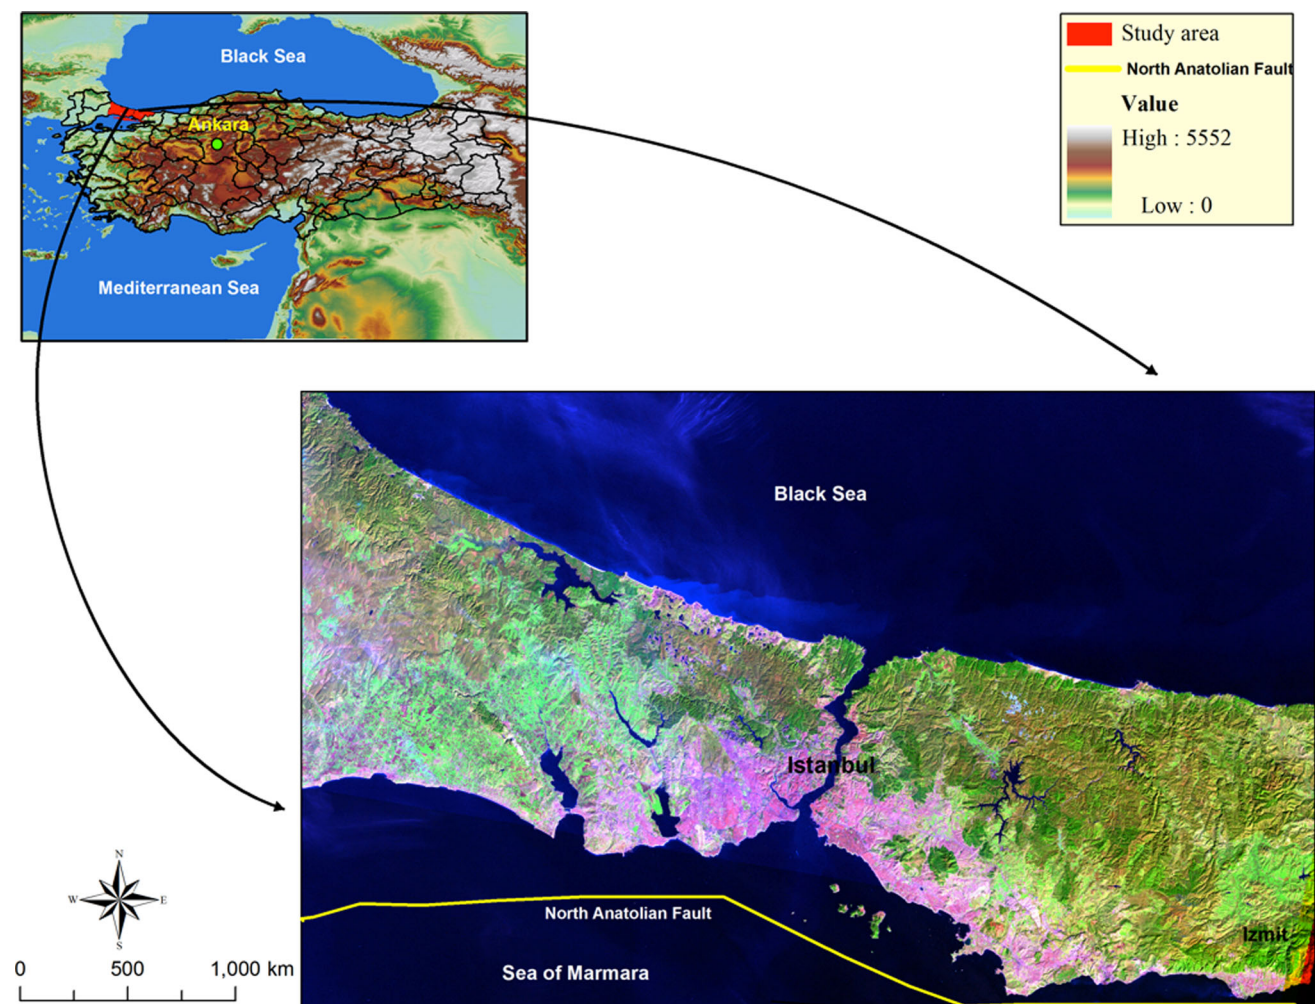 Black Sea
Ankara
Mediterranean Sea
Study area
North Anatolian Fault
Value
High : 5552
Low : 0
Black Sea
Istanbul
Izmit
North Anatolian Fault
Sea of Marmara
N
W E
S
0 500 1,000 km